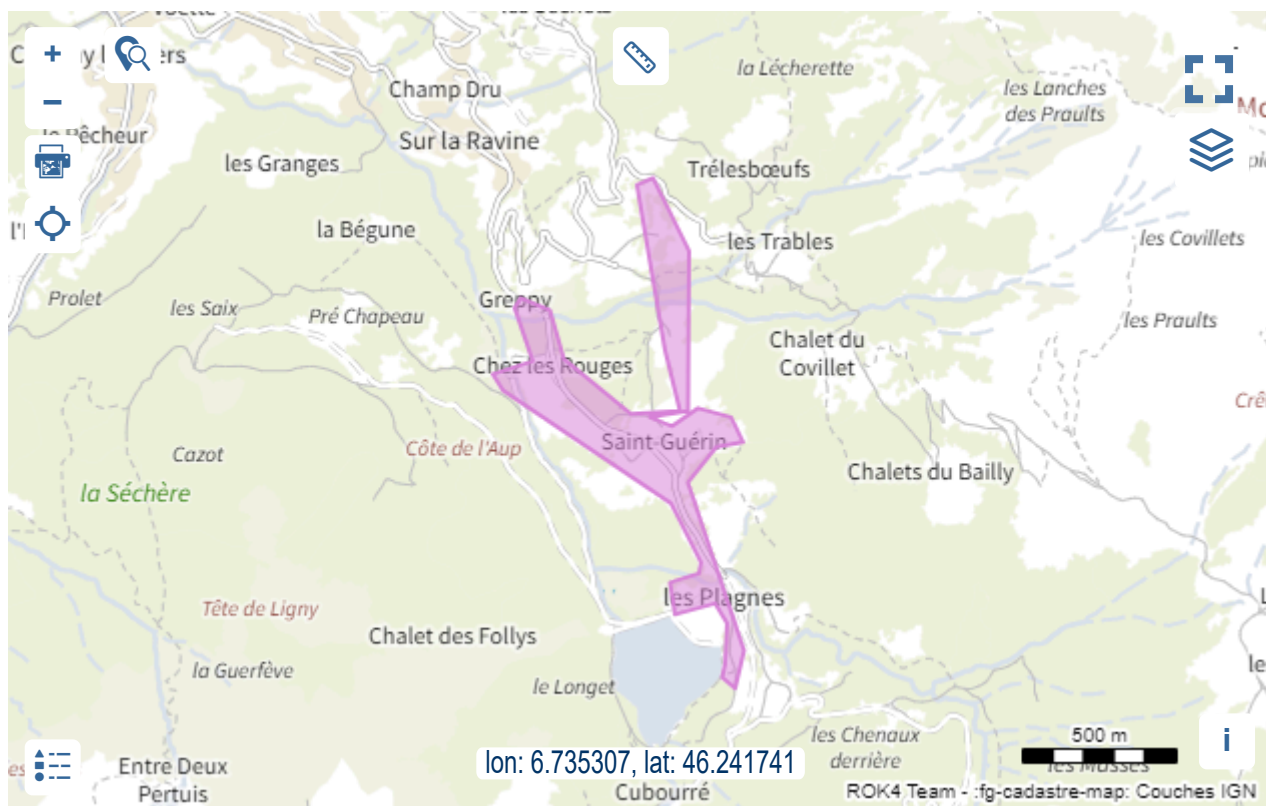 Champ Dru
la Lécherette
les Lanches
des Praults
Sur la Ravine
les Granges
Trélesbœufs
la Bégune
les Trables
les Covillets
Prolet
les Saix
Pré Chapeau
Greppy
les Praults
Chalet du
Covillet
Chez les Rouges
Saint-Guérin
Côte de l'Aup
Cazot
Chalets du Bailly
la Séchère
les Plagnes
Tête de Ligny
Chalet des Follys
la Guerfève
le Longet
les Chenaux
derrière
500 m
i
Entre Deux
Pertuis
lon: 6.735307, lat: 46.241741
les Mosses
Cubourré
ROK4 Team - :fg-cadastre-map: Couches IGN